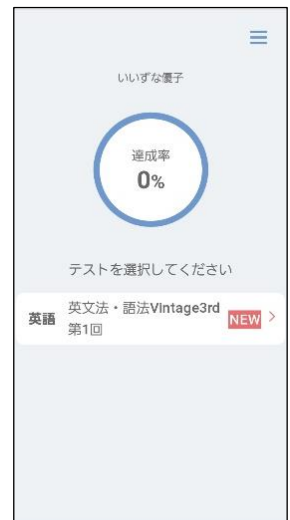 いいずな優子
達成率
0%
テストを選択してください
英語 英文法・語法Vintage3rd NEW
第1回